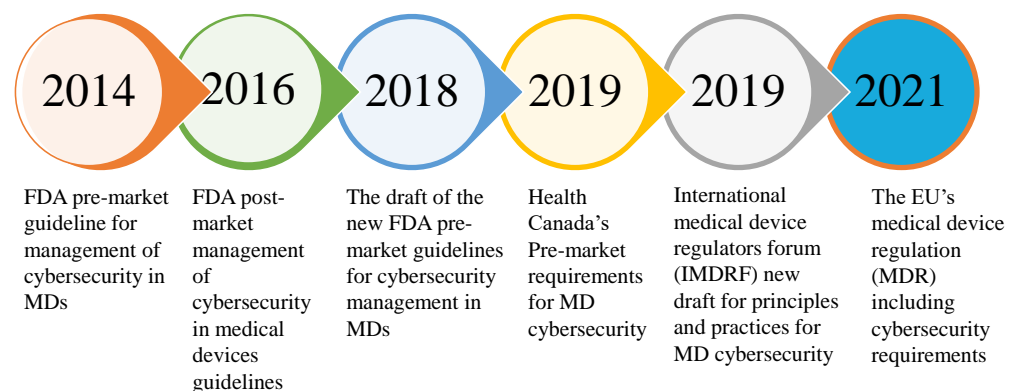 2014
FDA pre-market
guideline for
management of
cybersecurity in
MDs
2016
FDA post-
market
management
of
cybersecurity
in medical
devices
guidelines
2018
The draft of the
new FDA pre-
market guidelines
for cybersecurity
management in
MDs
2019
Health
Canada’s
Pre-market
requirements
for MD
cybersecurity
2019
International
medical device
regulators forum
(IMDRF) new
draft for principles
and practices for
MD cybersecurity
2021
The EU’s
medical device
regulation
(MDR)
including
cybersecurity
requirements